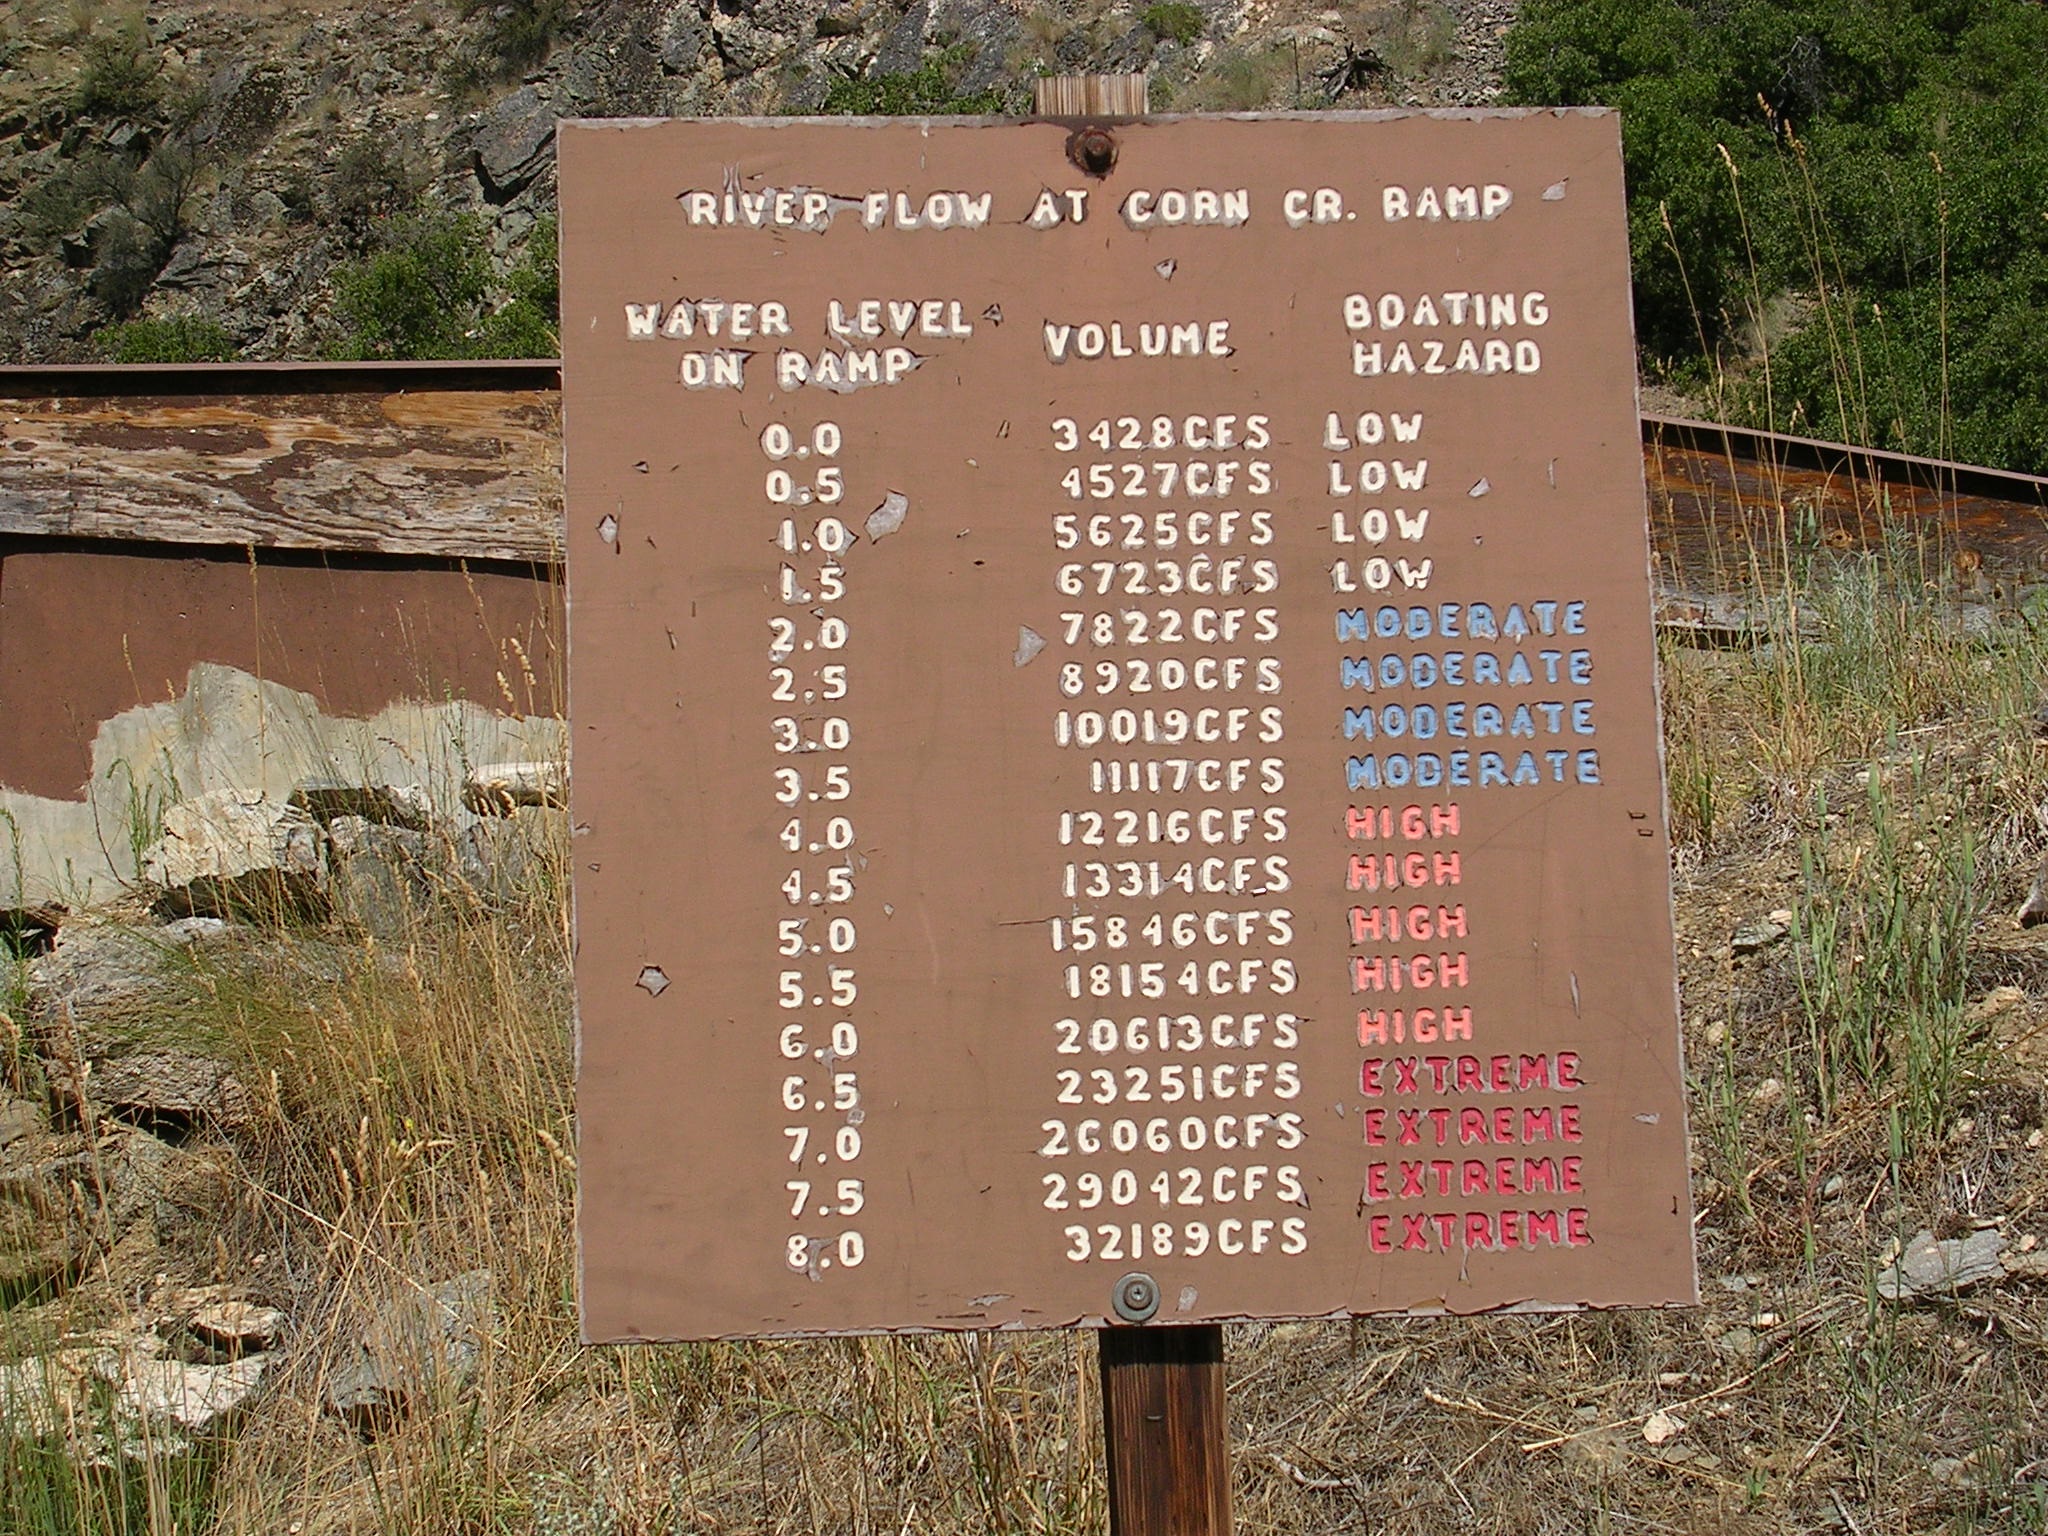 RIVER FLOW AT CORN CR. RAMP
WATER LEVEL ON RAMP VOLUME BOATING HAZARD
0.0 3428CFS LOW
0.5 4527CFS LOW
1.0 5625CFS LOW
1.5 6723CFS LOW
2.0 7822CFS MODERATE
2.5 8920CFS MODERATE
3.0 10019CFS MODERATE
3.5 11117CFS MODERATE
4.0 12216CFS HIGH
4.5 13314CFS HIGH
5.0 15846CFS HIGH
5.5 18154CFS HIGH
6.0 20613CFS HIGH
6.5 23251CFS EXTREME
7.0 26060CFS EXTREME
7.5 29042CFS EXTREME
8.0 32189CFS EXTREME